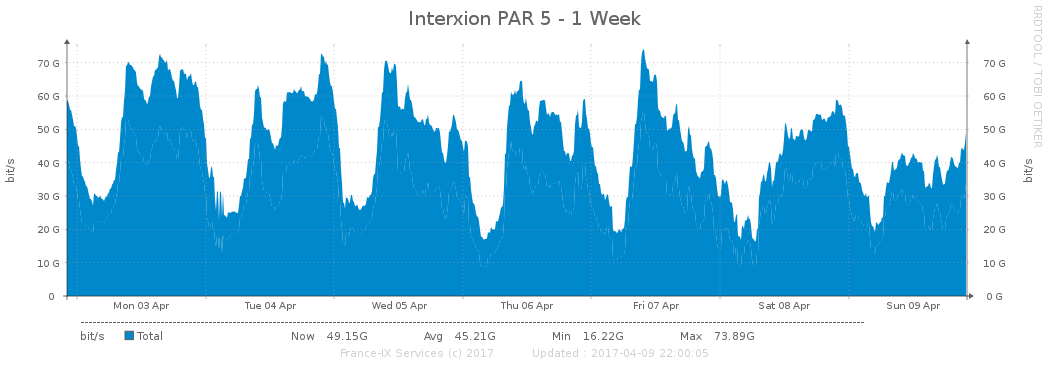 Interxion PAR 5 - 1 Week
RRDTOOL / TOBI OETIKER
bit/s
bit/s
70 G 70 G
60 G 60 G
50 G 50 G
40 G 40 G
30 G 30 G
20 G 20 G
10 G 10 G
0 0 G
Mon 03 Apr Tue 04 Apr Wed 05 Apr Thu 06 Apr Fri 07 Apr Sat 08 Apr Sun 09 Apr
bit/s Total Now 49.15G Avg 45.21G Min 16.22G Max 73.89G
France-IX Services (c) 2017 Updated : 2017-04-09 22:00:05